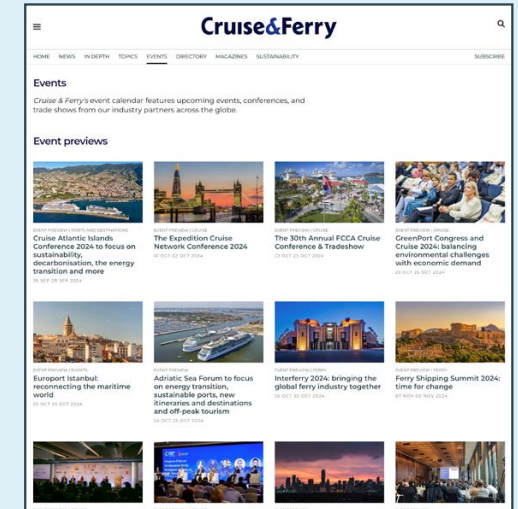 Cruise&Ferry
HOME NEWS IN DEPTH TOPICS EVENTS DIRECTORY MAGAZINES SUSTAINABILITY SUBSCRIBE
Events
Cruise & Ferry's event calendar features upcoming events, conferences, and
trade shows from our industry partners across the globe.
Event previews
EVENT PREVIEW | PORTS AND DESTINATIONS
Cruise Atlantic Islands
Conference 2024 to focus on
sustainability,
decarbonisation, the energy
transition and more
EVENT PREVIEW | CRUISE
The Expedition Cruise
Network Conference 2024
01 OCT 02 OCT 2024
EVENT PREVIEW | CRUISE
The 30th Annual FCCA Cruise
Conference & Tradeshow
EVENT PREVIEW | CRUISE
GreenPort Congress and
Cruise 2024: balancing
environmental challenges
with economic demand
EVENT PREVIEW | EVENTS
Europort Istanbul:
reconnecting the maritime
world
EVENT PREVIEW
Adriatic Sea Forum to focus
on energy transition,
sustainable ports, new
itineraries and destinations
and off-peak tourism
EVENT PREVIEW | FERRY
Interferry 2024: bringing the
global ferry industry together
EVENT PREVIEW | FERRY
Ferry Shipping Summit 2024:
time for change